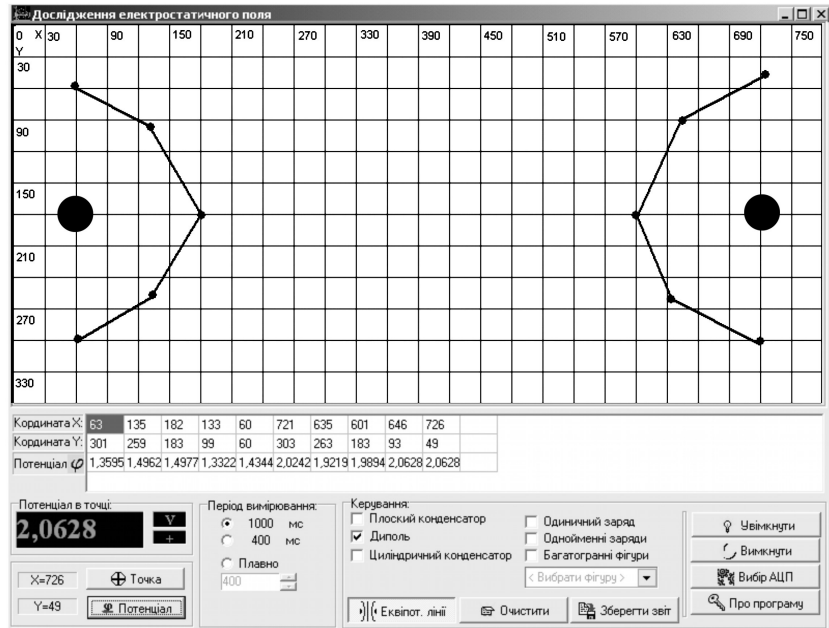 Дослідження електростатичного поля
0 X 30 90 150 210 270 330 390 450 510 570 630 690 750
Y
30
90
150
210
270
330
Кордината X: 63 135 182 133 60 721 635 601 646 726
Кордината Y: 301 259 183 99 60 303 263 183 93 49
Потенціал φ 1,3595 1,4962 1,4977 1,3322 1,4344 2,0242 1,9219 1,9894 2,0628 2,0628
Потенціал в точці:
2,0628
V
+
X=726
Точка
Y=49
Потенціал
Період вимірювання:
1000 мс
400 мс
Плавно
400
Керування:
Плоский конденсатор
Диполь
Циліндричний конденсатор
Одиничний заряд
Однойменні заряди
Багатогранні фігури
< Вибрати фігуру >
Еквіпот. лінії
Очистити
Зберегти звіт
Увімкнути
Вимкнути
Вибір АЦП
Про програму